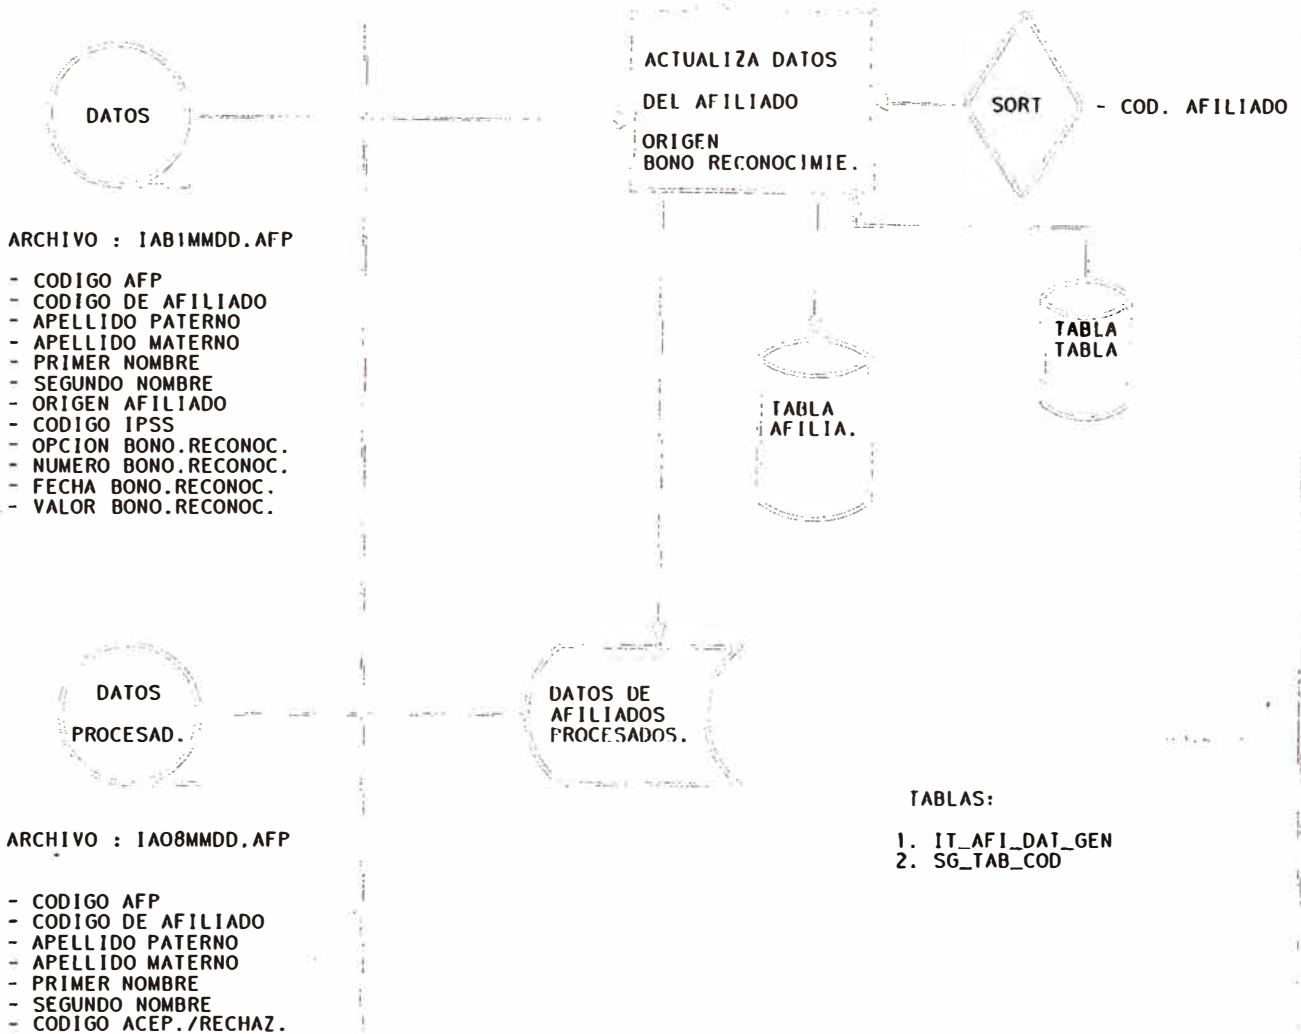 DATOS
ACTUALIZA DATOS
DEL AFILIADO
ORIGEN
BONO RECONOCIMIE.
SORT
- COD. AFILIADO
ARCHIVO : IAB1MMDD.AFP
- CODIGO AFP
- CODIGO DE AFILIADO
- APELLIDO PATERNO
- APELLIDO MATERNO
- PRIMER NOMBRE
- SEGUNDO NOMBRE
- ORIGEN AFILIADO
- CODIGO IPSS
- OPCION BONO.RECONOC.
- NUMERO BONO.RECONOC.
- FECHA BONO.RECONOC.
- VALOR BONO.RECONOC.
TABLA
AFILIA.
TABLA
TABLA
DATOS
PROCESAD.
DATOS DE
AFILIADOS
PROCESADOS.
ARCHIVO : IA08MMDD.AFP
- CODIGO AFP
- CODIGO DE AFILIADO
- APELLIDO PATERNO
- APELLIDO MATERNO
- PRIMER NOMBRE
- SEGUNDO NOMBRE
- CODIGO ACEP./RECHAZ.
TABLAS:
1. IT_AFI_DAT_GEN
2. SG_TAB_COD